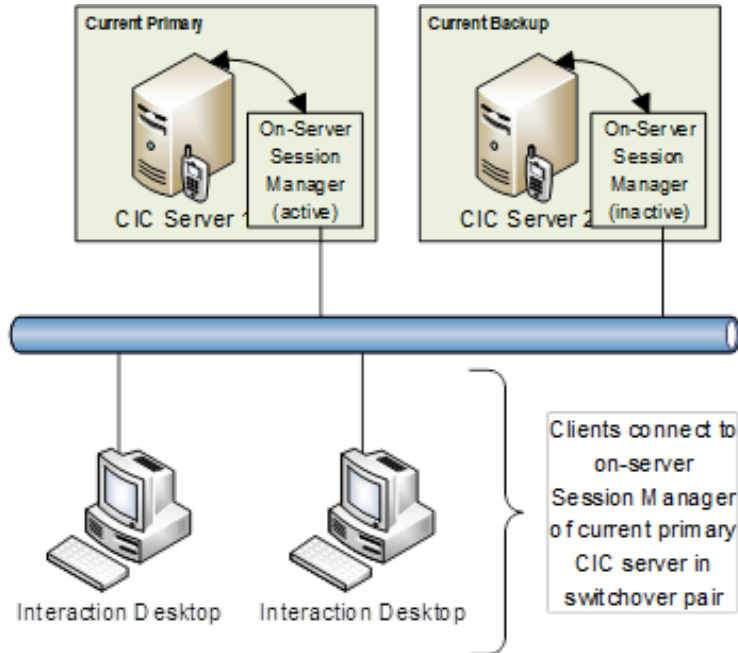 Current Primary
On-Server
Session
Manager
(active)
CIC Server 1
Current Backup
On-Server
Session
Manager
(inactive)
CIC Server 2
Interaction Desktop
Interaction Desktop
Clients connect to
on-server
Session Manager
of current primary
CIC server in
switchover pair